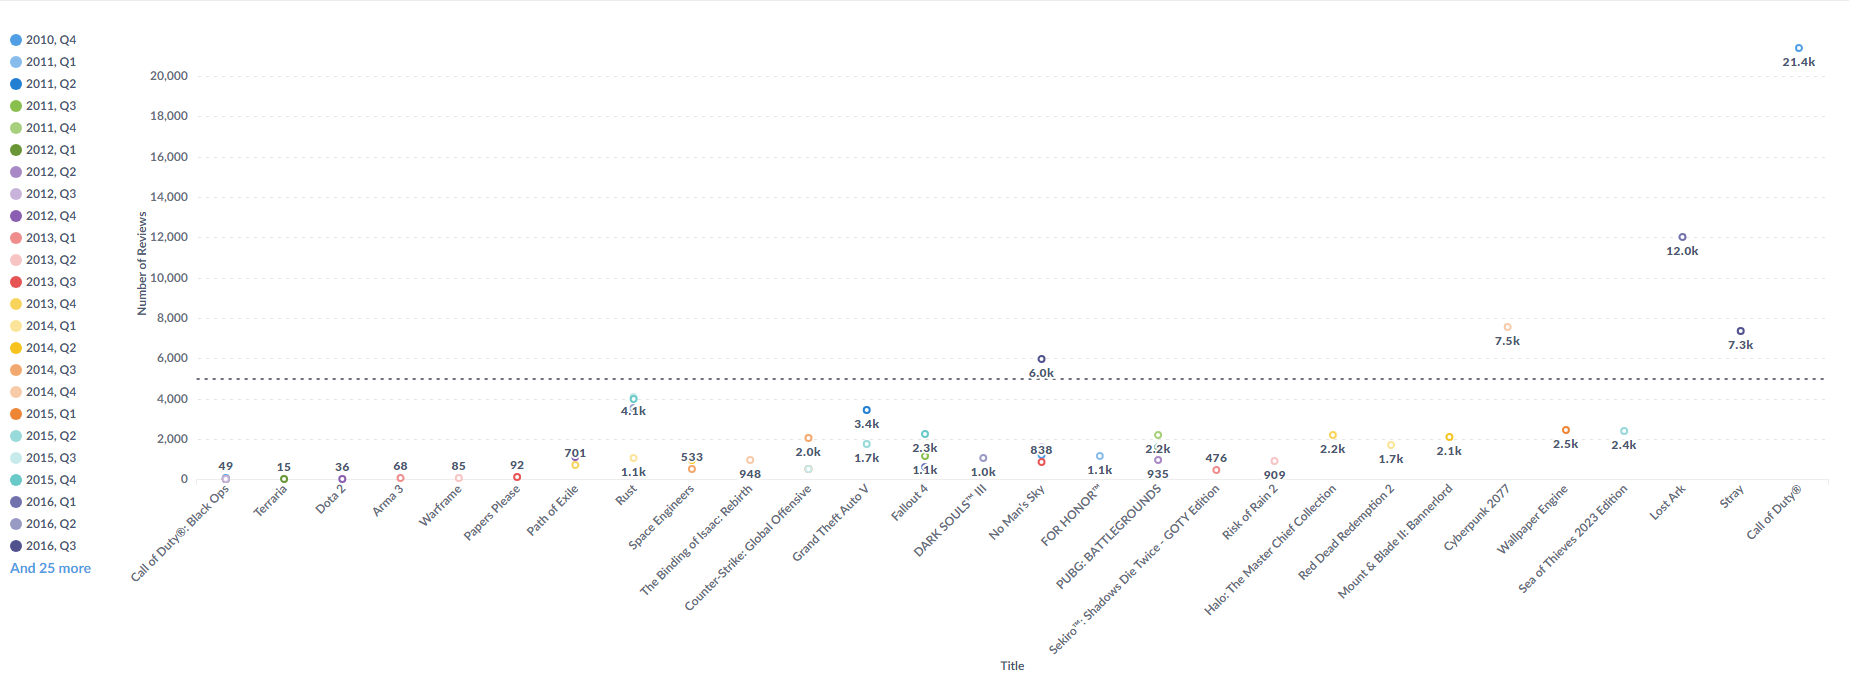 2010, Q4
2011, Q1
2011, Q2
2011, Q3
2011, Q4
2012, Q1
2012, Q2
2012, Q3
2012, Q4
2013, Q1
2013, Q2
2013, Q3
2013, Q4
2014, Q1
2014, Q2
2014, Q3
2014, Q4
2015, Q1
2015, Q2
2015, Q3
2015, Q4
2016, Q1
2016, Q2
2016, Q3
And 25 more
Number of Reviews
20,000
18,000
16,000
14,000
12,000
10,000
8,000
6,000
4,000
2,000
0
49
15
36
68
85
92
701
4.1k
1.1k
533
948
2.0k
3.4k
1.7k
2.3k
1.1k
1.0k
6.0k
838
1.1k
2.2k
935
476
909
2.2k
1.7k
2.1k
7.5k
2.5k
2.4k
12.0k
7.3k
21.4k
Call of Duty®: Black Ops
Terraria
Dota 2
Arma 3
Warframe
Papers Please
Path of Exile
Rust
Space Engineers
The Binding of Isaac: Rebirth
Counter-Strike: Global Offensive
Grand Theft Auto V
Fallout 4
DARK SOULS™ III
No Man's Sky
FOR HONOR™
PUBG: BATTLEGROUNDS
Sekiro™: Shadows Die Twice - GOTY Edition
Risk of Rain 2
Halo: The Master Chief Collection
Red Dead Redemption 2
Mount & Blade II: Bannerlord
Cyberpunk 2077
Wallpaper Engine
Sea of Thieves 2023 Edition
Lost Ark
Stray
Call of Duty®
Title